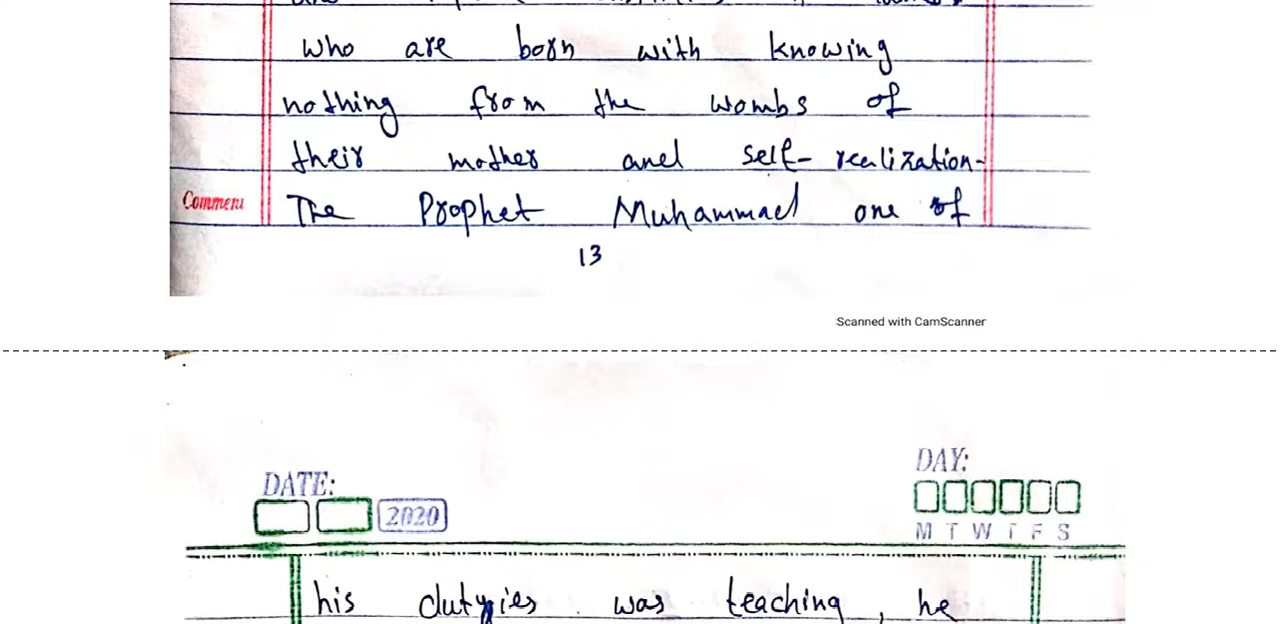 who are born with knowing
nothing from the wombs of
their mother and self-realization-
Comment The Prophet Muhammad one of
13
Scanned with CamScanner
DAY:
DATE:
2020
M T W T F S
his dutyies was teaching, he